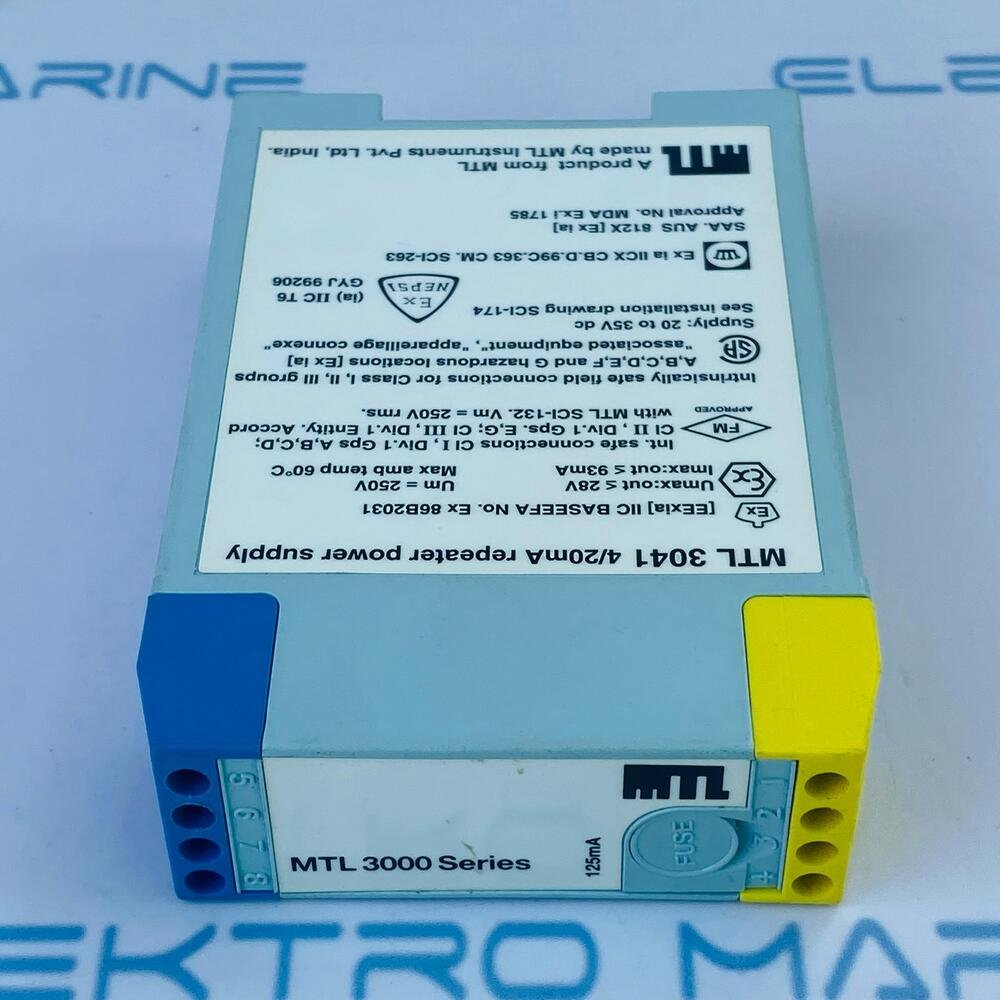 ARINE
ELE
MTL 3041 4/20mA repeater power supply
Ex
[EExia] IIC BASEEFA No. Ex 86B2031
Ex
Umax:out ≤ 28V Um = 250V
Imax:out ≤ 93mA Max amb temp 60°C
FM
APPROVED
Int. safe connections Cl I , Div.1 Gps A,B,C,D;
Cl II , Div.1 Gps. E,G; Cl III , Div.1 Entity. Accord
with MTL SCI-132. Vm = 250V rms.
Intrinsically safe field connections for Class I, II, III groups
A,B,C,D,E,F and G hazardous locations [Ex ia]
"associated equipment", "appareillage connexe"
SA
Supply: 20 to 35V dc
See installation drawing SCI-174
Ex
NEPSI
(ia) IIC T6
GYJ 99206
Ex ia IICX CB.D.99C.363 CM. SCI-263
SAA. AUS 812X [Ex ia]
Approval No. MDA Ex.i 1785
MTL
A product from MTL
made by MTL Instruments Pvt. Ltd, India.
MTL
5
6
7
8
MTL 3000 Series
125mA
FUSE
1
2
3
4
EKTRO MAR